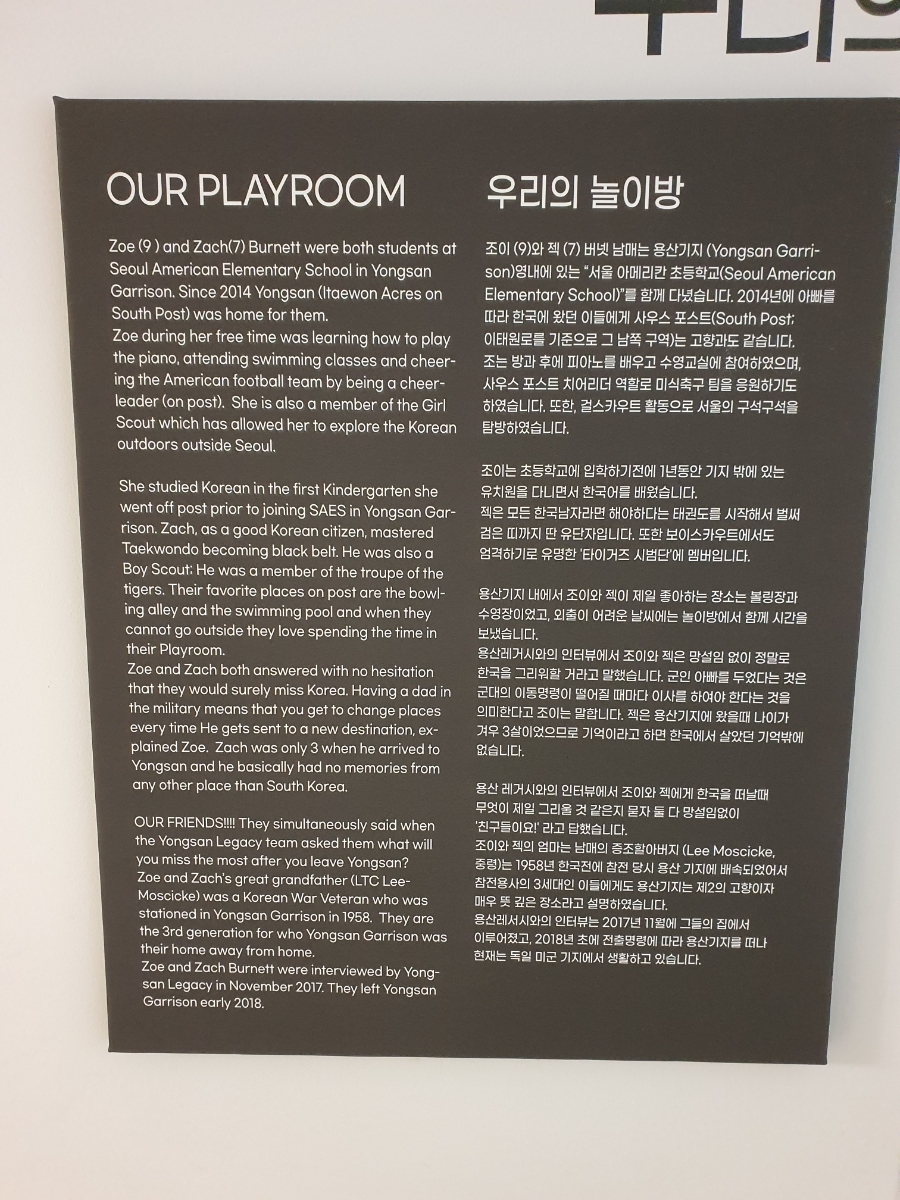 우리의
OUR PLAYROOM
Zoe (9 ) and Zach(7) Burnett were both students at
Seoul American Elementary School in Yongsan
Garrison. Since 2014 Yongsan (Itaewon Acres on
South Post) was home for them.
Zoe during her free time was learning how to play
the piano, attending swimming classes and cheer-
ing the American football team by being a cheer-
leader (on post). She is also a member of the Girl
Scout which has allowed her to explore the Korean
outdoors outside Seoul.
She studied Korean in the first Kindergarten she
went off post prior to joining SAES in Yongsan Gar-
rison. Zach, as a good Korean citizen, mastered
Taekwondo becoming black belt. He was also a
Boy Scout: He was a member of the troupe of the
tigers. Their favorite places on post are the bowl-
ing alley and the swimming pool and when they
cannot go outside they love spending the time in
their Playroom.
Zoe and Zach both answered with no hesitation
that they would surely miss Korea. Having a dad in
the military means that you get to change places
every time He gets sent to a new destination, ex-
plained Zoe. Zach was only 3 when he arrived to
Yongsan and he basically had no memories from
any other place than South Korea.
OUR FRIENDS!!!! They simultaneously said when
the Yongsan Legacy team asked them what will
you miss the most after you leave Yongsan?
Zoe and Zach's great grandfather (LTC Lee-
Moscicke) was a Korean War Veteran who was
stationed in Yongsan Garrison in 1958. They are
the 3rd generation for who Yongsan Garrison was
their home away from home.
Zoe and Zach Burnett were interviewed by Yong-
san Legacy in November 2017. They left Yongsan
Garrison early 2018.
우리의 놀이방
조이 (9)와 젝 (7) 버넷 남매는 용산기지 (Yongsan Garri-
son)영내에 있는 “서울 아메리칸 초등학교(Seoul American
Elementary School)”를 함께 다녔습니다. 2014년에 아빠를
따라 한국에 왔던 이들에게 사우스 포스트(South Post;
이태원로를 기준으로 그 남쪽 구역)는 고향과도 같습니다.
조는 방과 후에 피아노를 배우고 수영교실에 참여하였으며,
사우스 포스트 치어리더 역할로 미식축구 팀을 응원하기도
하였습니다. 또한, 걸스카우트 활동으로 서울의 구석구석을
탐방하였습니다.
조이는 초등학교에 입학하기전에 1년동안 기지 밖에 있는
유치원을 다니면서 한국어를 배웠습니다.
젝은 모든 한국남자라면 해야하다는 태권도를 시작해서 벌써
검은 띠까지 딴 유단자입니다. 또한 보이스카우트에서도
엄격하기로 유명한 '타이거즈 시범단'에 멤버입니다.
용산기지 내에서 조이와 젝이 제일 좋아하는 장소는 볼링장과
수영장이었고, 외출이 어려운 날씨에는 놀이방에서 함께 시간을
보냈습니다.
용산레거시와의 인터뷰에서 조이와 젝은 망설임 없이 정말로
한국을 그리워할 거라고 말했습니다. 군인 아빠를 두었다는 것은
군대의 이동명령이 떨어질 때마다 이사를 하여야 한다는 것을
의미한다고 조이는 말합니다. 젝은 용산기지에 왔을때 나이가
겨우 3살이었으므로 기억이라고 하면 한국에서 살았던 기억밖에
없습니다.
용산 레거시와의 인터뷰에서 조이와 젝에게 한국을 떠날때
무엇이 제일 그리울 것 같은지 묻자 둘 다 망설임없이
'친구들이요!' 라고 답했습니다.
조이와 젝의 엄마는 남매의 증조할아버지 (Lee Moscicke,
중령)는 1958년 한국전에 참전 당시 용산 기지에 배속되었어서
참전용사의 3세대인 이들에게도 용산기지는 제2의 고향이자
매우 뜻 깊은 장소라고 설명하였습니다.
용산레서시와의 인터뷰는 2017년 11월에 그들의 집에서
이루어졌고, 2018년 초에 전출명령에 따라 용산기지를 떠나
현재는 독일 미군 기지에서 생활하고 있습니다.